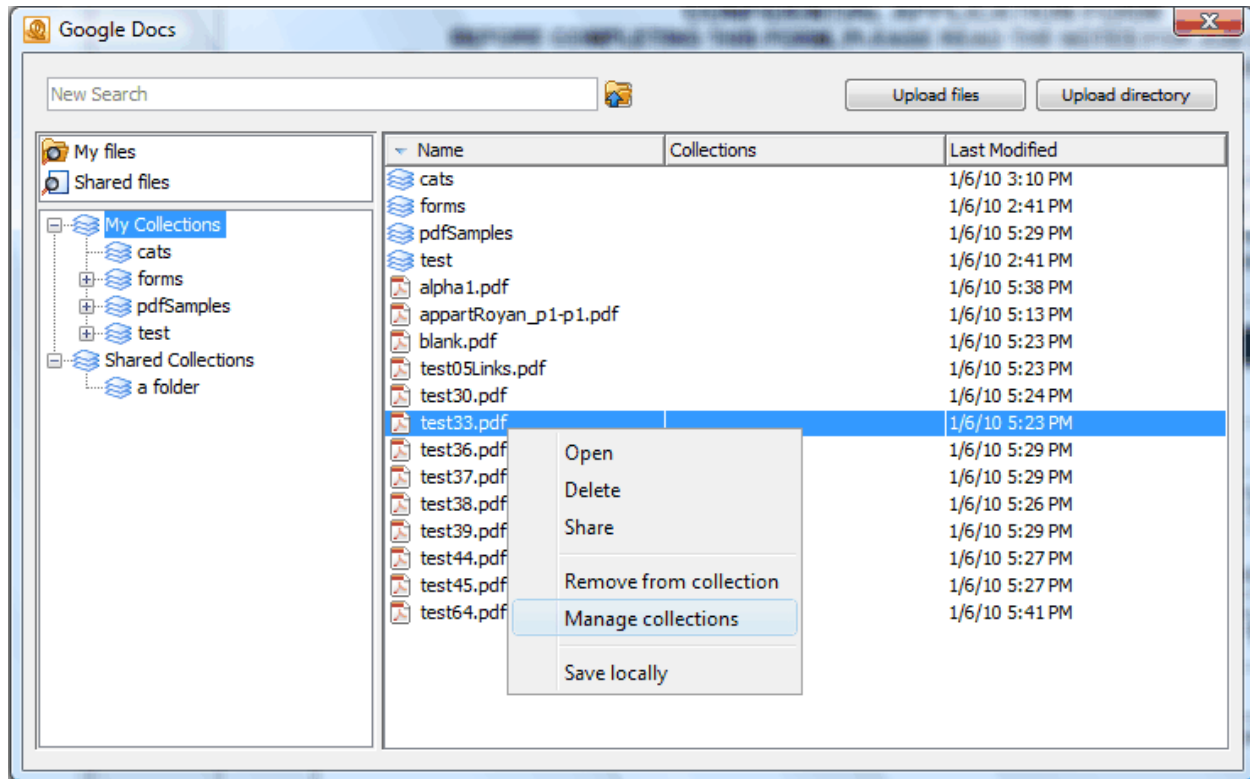 Google Docs
New Search
Upload files
Upload directory
My files
Shared files
My Collections
cats
forms
pdfSamples
test
Shared Collections
a folder
Name Collections Last Modified
cats 1/6/10 3:10 PM
forms 1/6/10 2:41 PM
pdfSamples 1/6/10 5:29 PM
test 1/6/10 2:41 PM
alpha1.pdf 1/6/10 5:38 PM
appartRoyan_p1-p1.pdf 1/6/10 5:13 PM
blank.pdf 1/6/10 5:23 PM
test05Links.pdf 1/6/10 5:23 PM
test30.pdf 1/6/10 5:24 PM
test33.pdf 1/6/10 5:23 PM
test36.pdf 1/6/10 5:29 PM
test37.pdf 1/6/10 5:29 PM
test38.pdf 1/6/10 5:26 PM
test39.pdf 1/6/10 5:29 PM
test44.pdf 1/6/10 5:27 PM
test45.pdf 1/6/10 5:27 PM
test64.pdf 1/6/10 5:41 PM
Open
Delete
Share
Remove from collection
Manage collections
Save locally